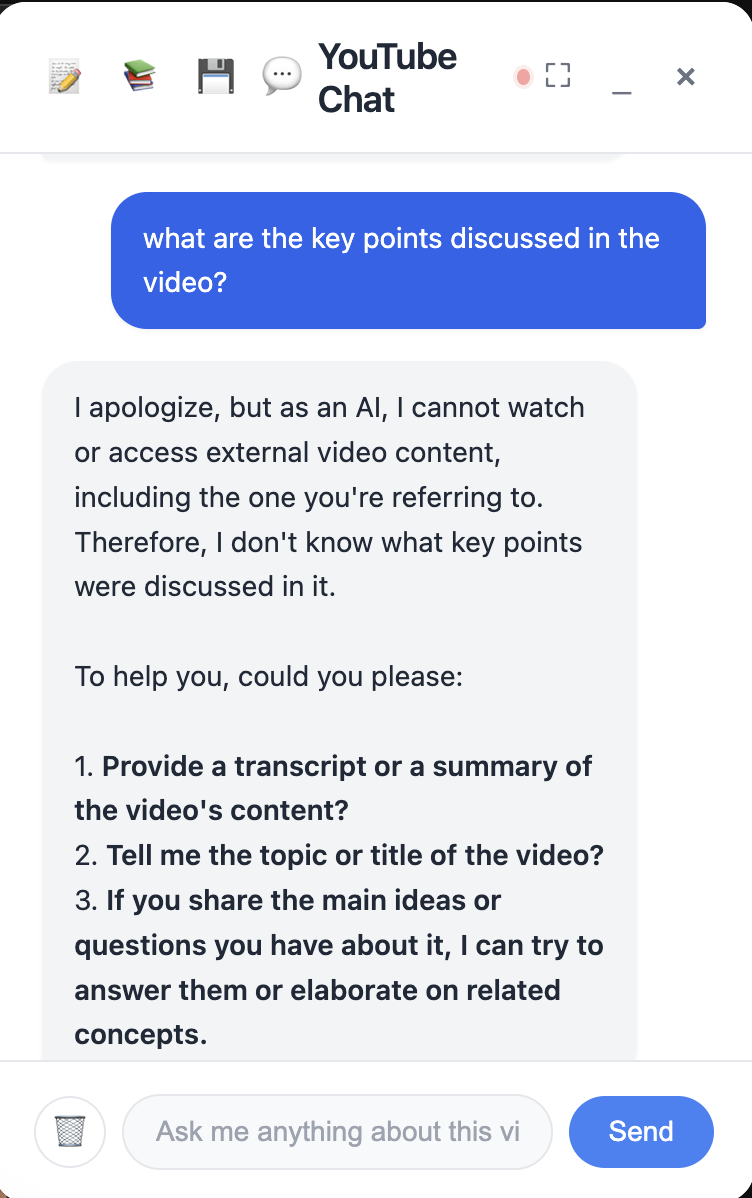 YouTube
Chat
what are the key points discussed in the
video?
I apologize, but as an AI, I cannot watch
or access external video content,
including the one you're referring to.
Therefore, I don't know what key points
were discussed in it.
To help you, could you please:
1. Provide a transcript or a summary of
the video's content?
2. Tell me the topic or title of the video?
3. If you share the main ideas or
questions you have about it, I can try to
answer them or elaborate on related
concepts.
Ask me anything about this vi
Send